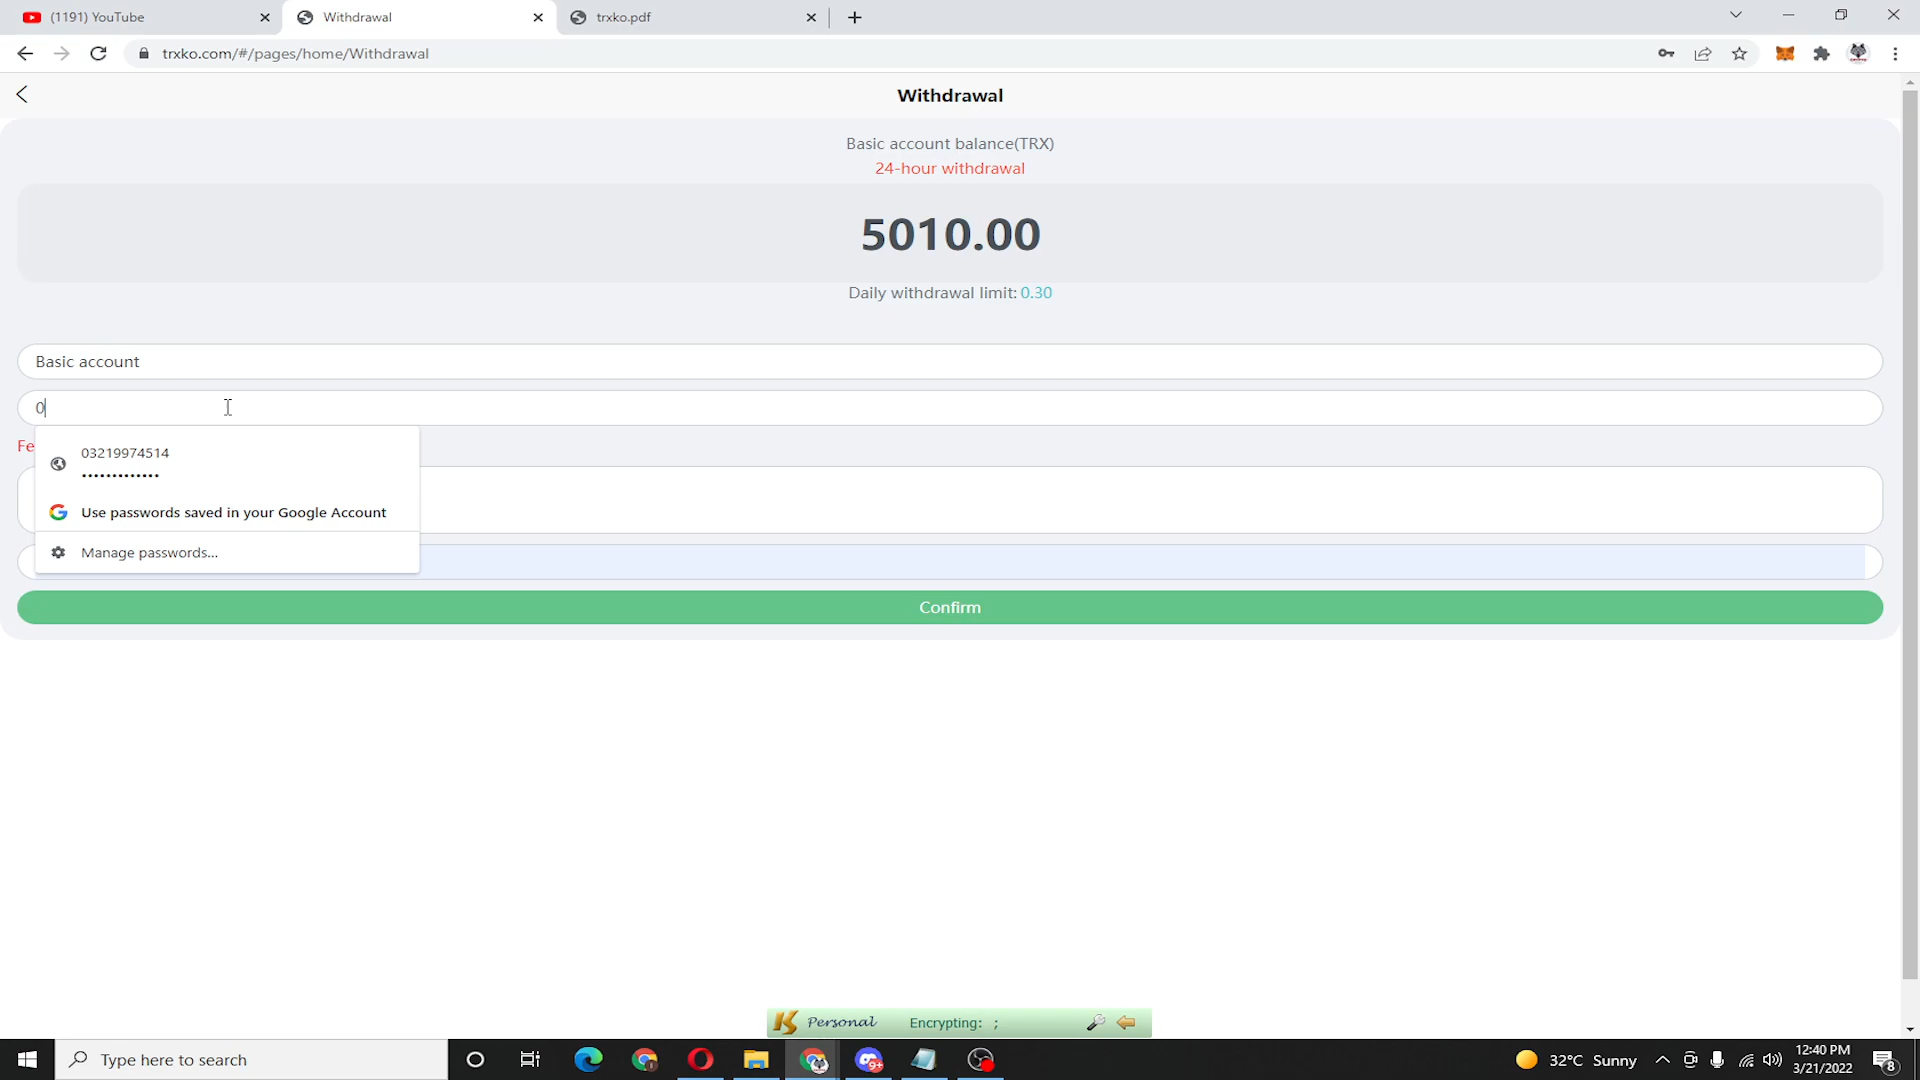 (1191) YouTube
Withdrawal
trxko.pdf
trxko.com/#/pages/home/Withdrawal
Withdrawal
Basic account balance(TRX)
24-hour withdrawal
5010.00
Daily withdrawal limit: 0.30
Basic account
0
Fe
03219974514
•••••••••••••
Use passwords saved in your Google Account
Manage passwords...
Confirm
K Personal Encrypting: ;
Type here to search
9+
32°C Sunny
12:40 PM
3/21/2022
8